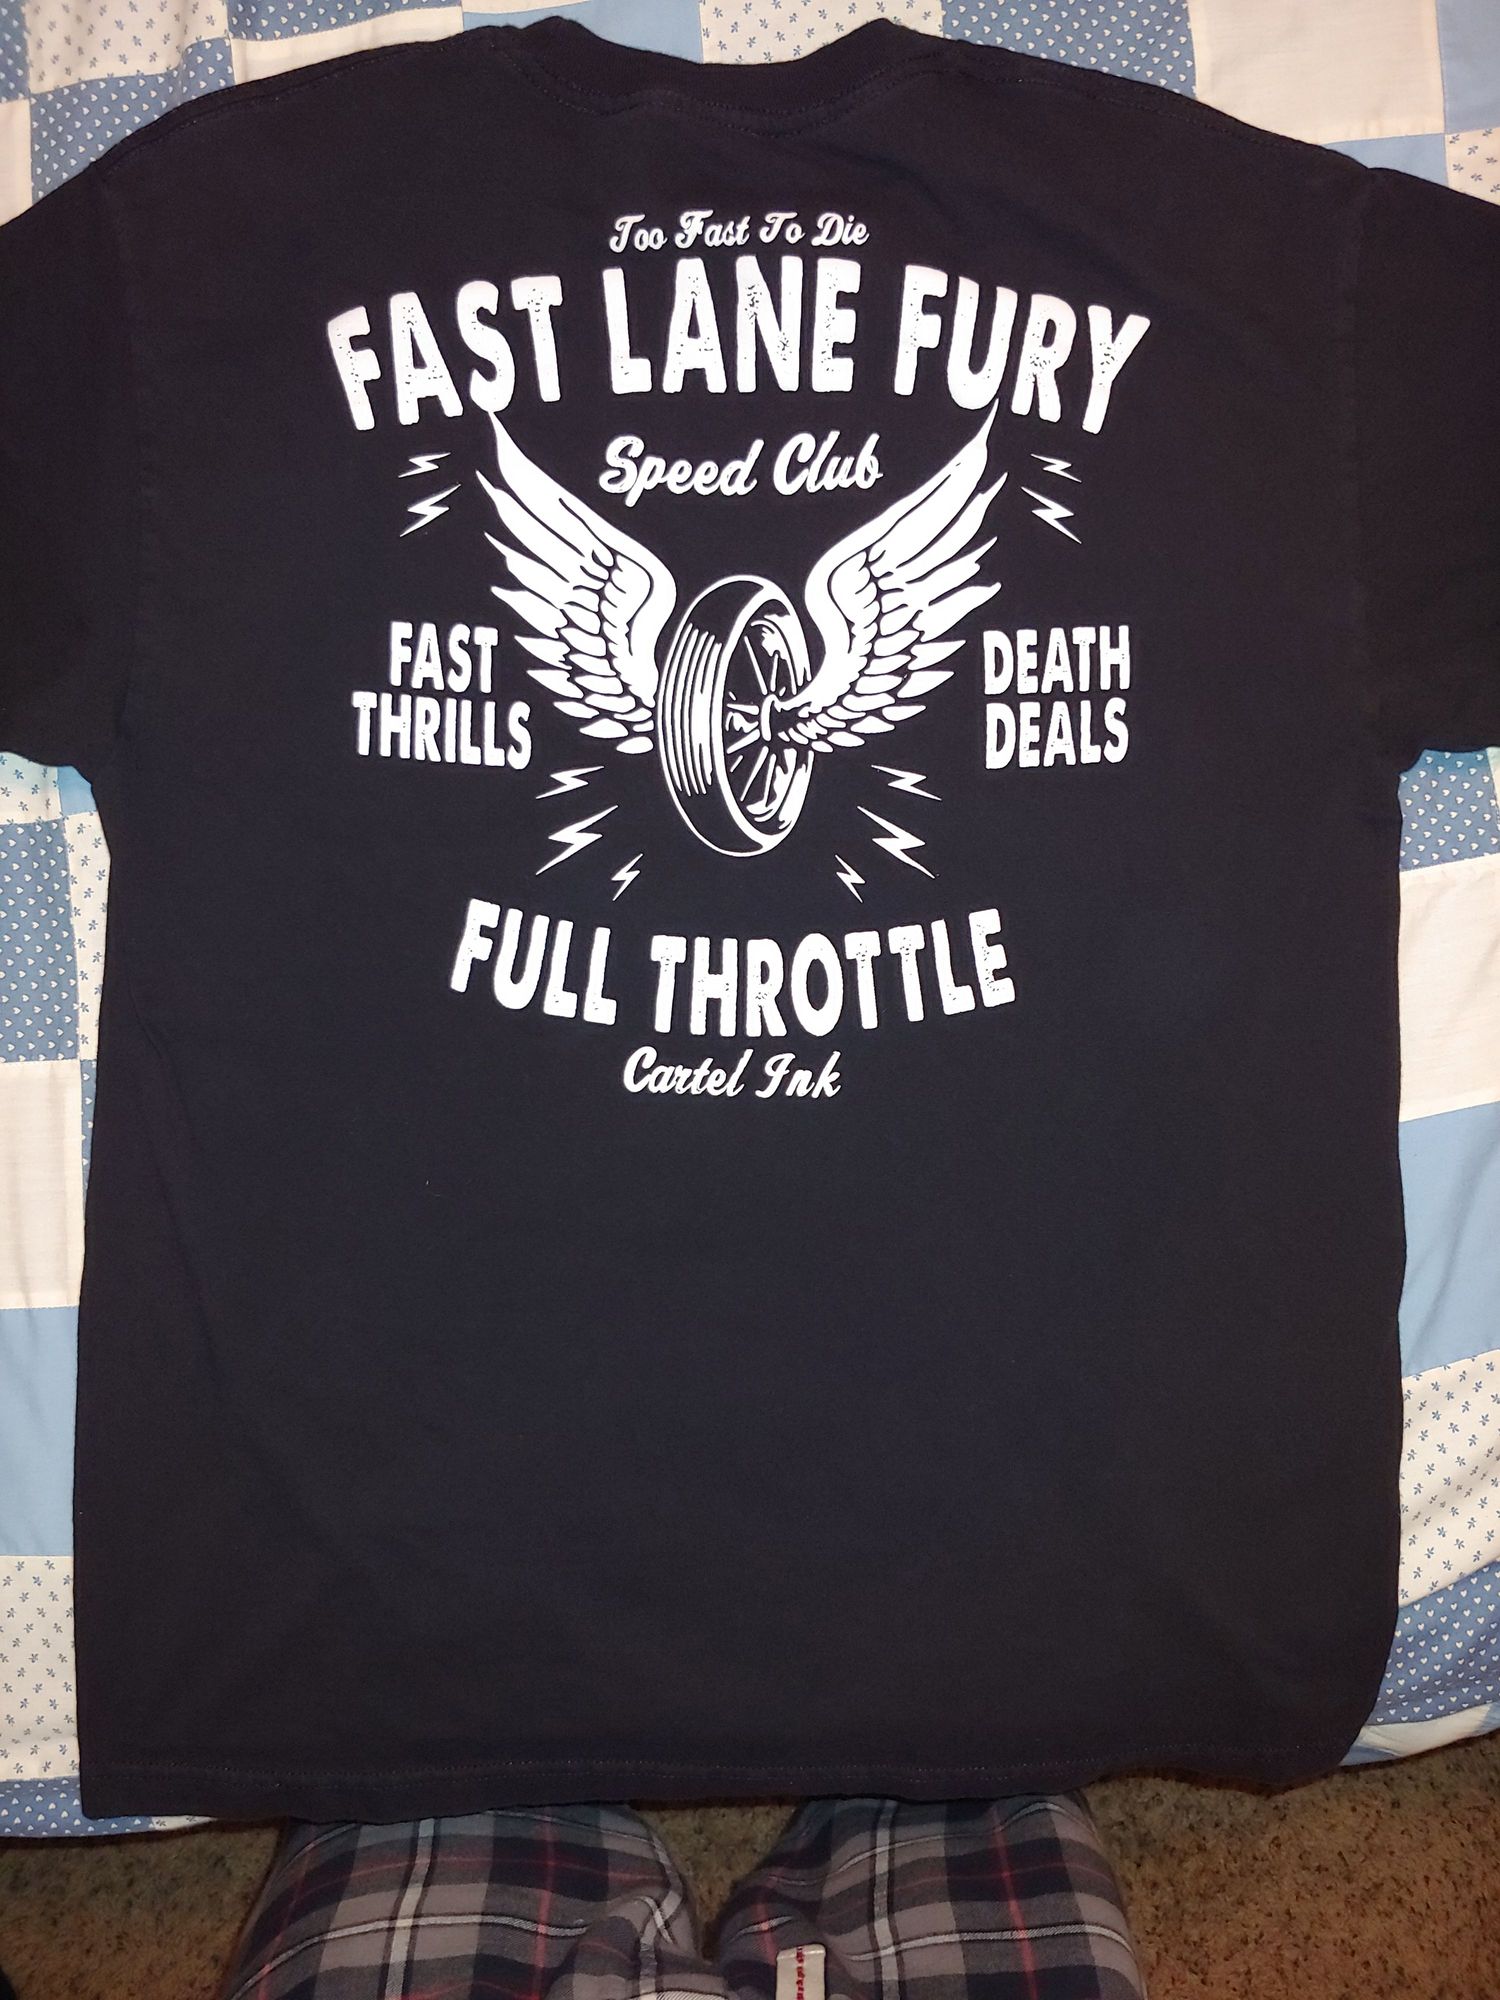 Too Fast To Die
FAST LANE FURY
Speed Club
FAST
THRILLS
DEATH
DEALS
FULL THROTTLE
Cartel Ink